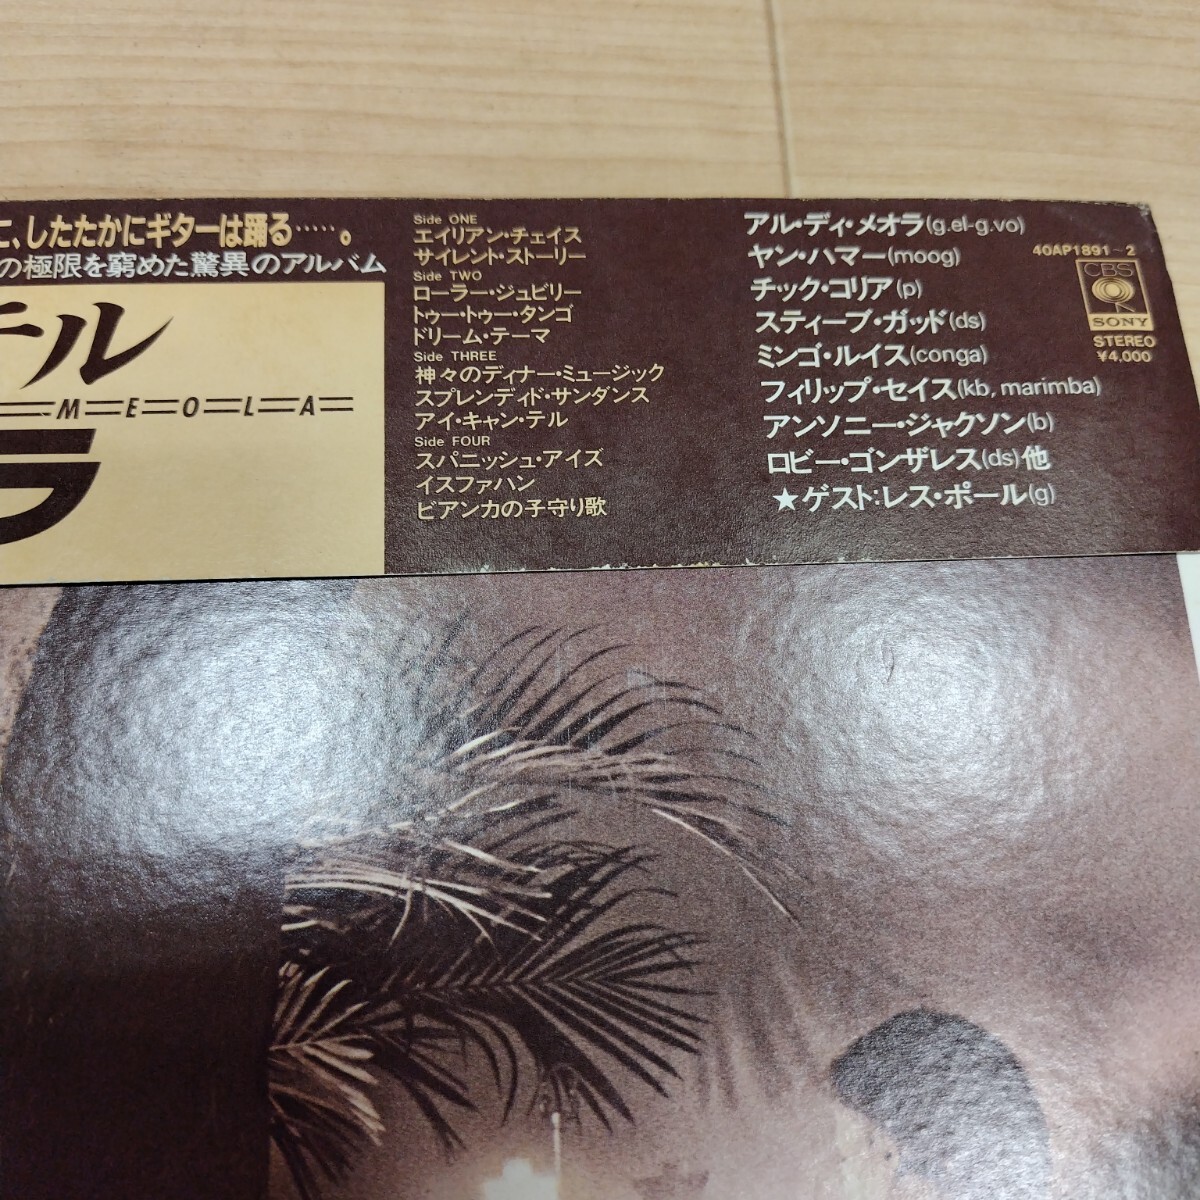 、したたかにギターは踊る……。
の極限を窮めた驚異のアルバム
ール
MEOLA
ラ
Side ONE
エイリアン・チェイス
サイレント・ストーリー
Side TWO
ローラー・ジュビリー
トゥー・トゥー・タンゴ
ドリーム・テーマ
Side THREE
神々のディナー・ミュージック
スプレンディド・サンダンス
アイ・キャン・テル
Side FOUR
スパニッシュ・アイズ
イスファハン
ビアンカの子守り歌
アル・ディ・メオラ(g.el-g.vo)
ヤン・ハマー(moog)
チック・コリア(p)
スティーブ・ガッド(ds)
ミンゴ・ルイス(conga)
フィリップ・セイス(kb, marimba)
アンソニー・ジャクソン(b)
ロビー・ゴンザレス(ds)他
★ゲスト:レス・ポール(g)
40AP1891~2
CBS
SONY
STEREO
¥4,000